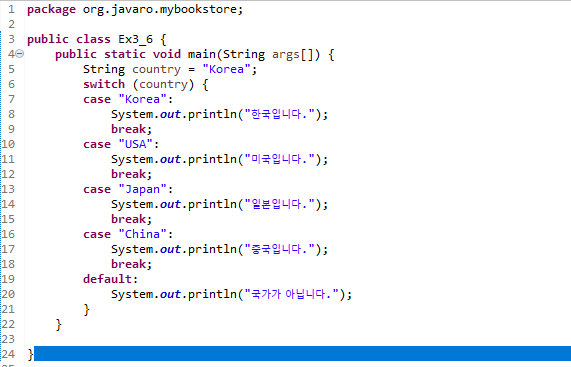 1 package org.javaro.mybookstore;
2
3 public class Ex3_6 {
4 public static void main(String args[]) {
5 String country = "Korea";
6 switch (country) {
7 case "Korea":
8 System.out.println("한국입니다.");
9 break;
10 case "USA":
11 System.out.println("미국입니다.");
12 break;
13 case "Japan":
14 System.out.println("일본입니다.");
15 break;
16 case "China":
17 System.out.println("중국입니다.");
18 break;
19 default:
20 System.out.println("국가가 아닙니다.");
21 }
22 }
23
24 }